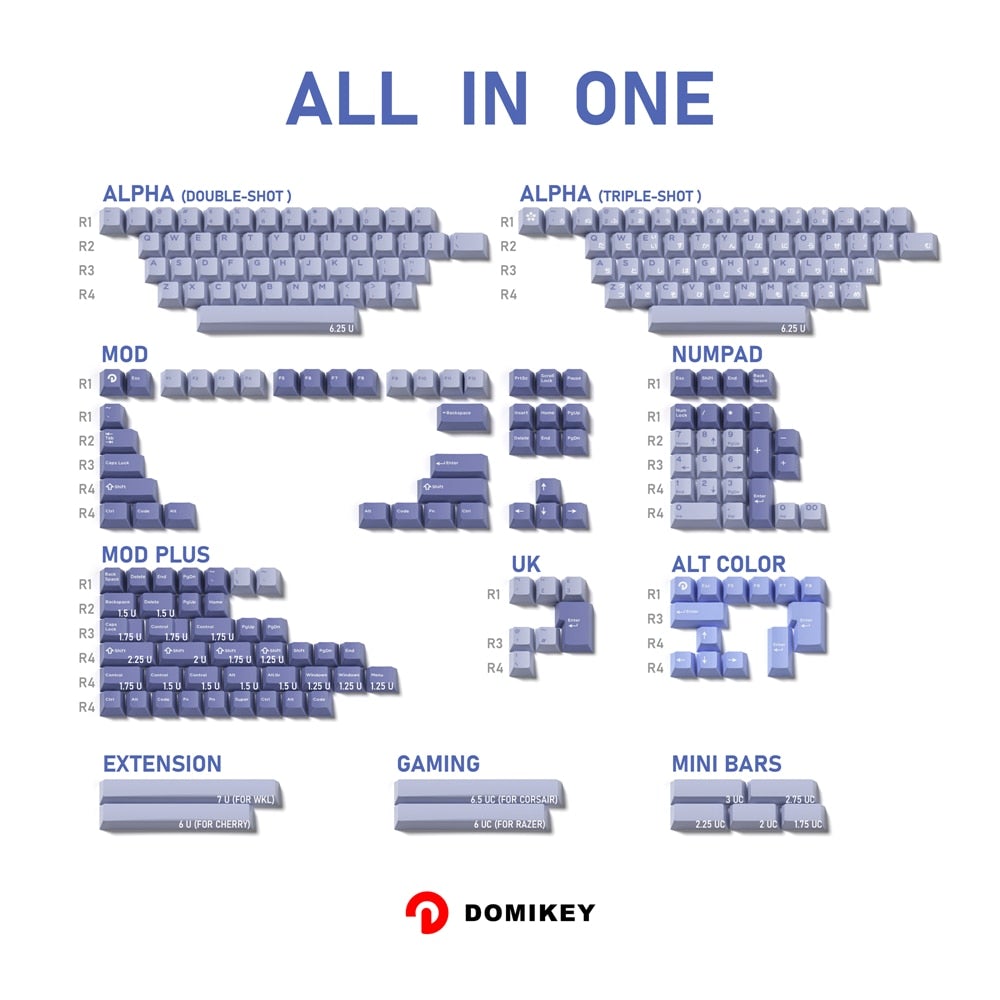 ALL IN ONE
ALPHA (DOUBLE-SHOT )
R1
R2
Q W E R T Y U I O P
R3
A S D F G H J K L
R4
Z X C V B N M
6.25 U
ALPHA (TRIPLE-SHOT )
R1
R2
Q W E R T Y U I O P
R3
A S D F G H J K L
R4
Z X C V B N M
6.25 U
MOD
R1
Esc F1 F2 F3 F4 F5 F6 F7 F8 F9 F10 F11 F12 PrtSc Scroll Lock Pause
R1
←Backspace Insert Home PgUp
R2
Tab Delete End PgDn
R3
Caps Lock Enter
R4
Shift Shift ↑
R4
Ctrl Code Alt Alt Code Fn Ctrl ← ↓ →
NUMPAD
R1
Esc Shift End Back Space
R1
Num Lock / * —
R2
7 8 9 + –
R3
4 5 6 +
R4
1 2 3 Enter
R4
0 . 0 00
MOD PLUS
R1
Back Space Delete End PgDn
R2
Backspace 1.5 U Delete 1.5 U PgUp Home
R3
Caps Lock 1.75 U Control 1.75 U Control 1.75 U PgUp PgDn
R4
Shift 2.25 U Shift 2 U Shift 1.75 U Shift 1.25 U Shift PgDn End
R4
Control 1.75 U Control 1.5 U Control 1.5 U Alt 1.5 U AltGr 1.5 U Windows 1.25 U Windows 1.25 U Menu 1.25 U
R4
Ctrl Alt Code Fn Fn Super Ctrl Alt Code
UK
R1
R3
Enter
R4
ALT COLOR
R1
Esc F5 F6 F7 F8
R3
Enter Enter
R4
↑ Enter
R4
← ↓ →
EXTENSION
7 U (FOR WKL)
6 U (FOR CHERRY)
GAMING
6.5 UC (FOR CORSAIR)
6 UC (FOR RAZER)
MINI BARS
3 UC 2.75 UC
2.25 UC 2 UC 1.75 UC
DOMIKEY